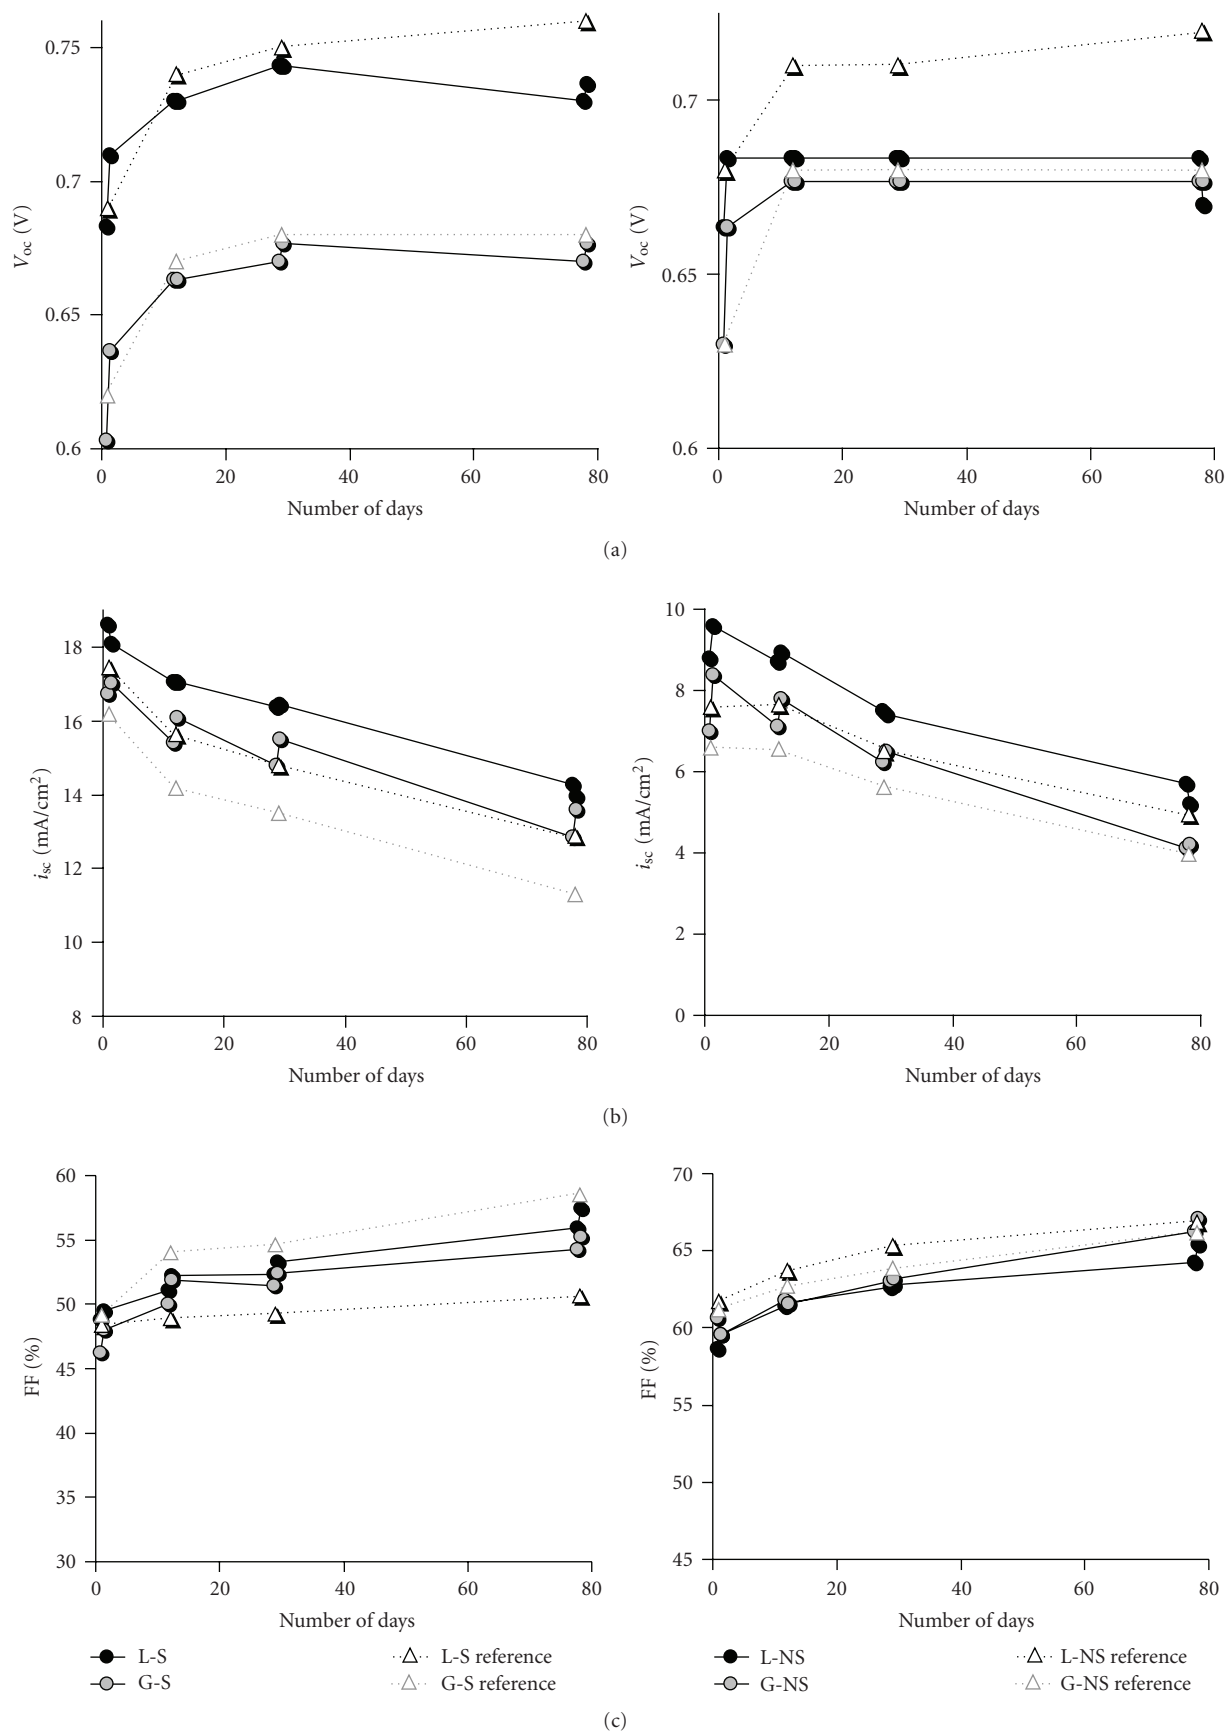 0.75
0.7
0.65
0.6
V_oc (V)
0 20 40 60 80
Number of days
0.7
0.65
0.6
V_oc (V)
0 20 40 60 80
Number of days
(a)
18
16
14
12
10
8
i_sc (mA/cm²)
0 20 40 60 80
Number of days
10
8
6
4
2
0
i_sc (mA/cm²)
0 20 40 60 80
Number of days
(b)
60
55
50
45
40
35
30
FF (%)
0 20 40 60 80
Number of days
L-S
G-S
L-S reference
G-S reference
70
65
60
55
50
45
FF (%)
0 20 40 60 80
Number of days
L-NS
G-NS
L-NS reference
G-NS reference
(c)